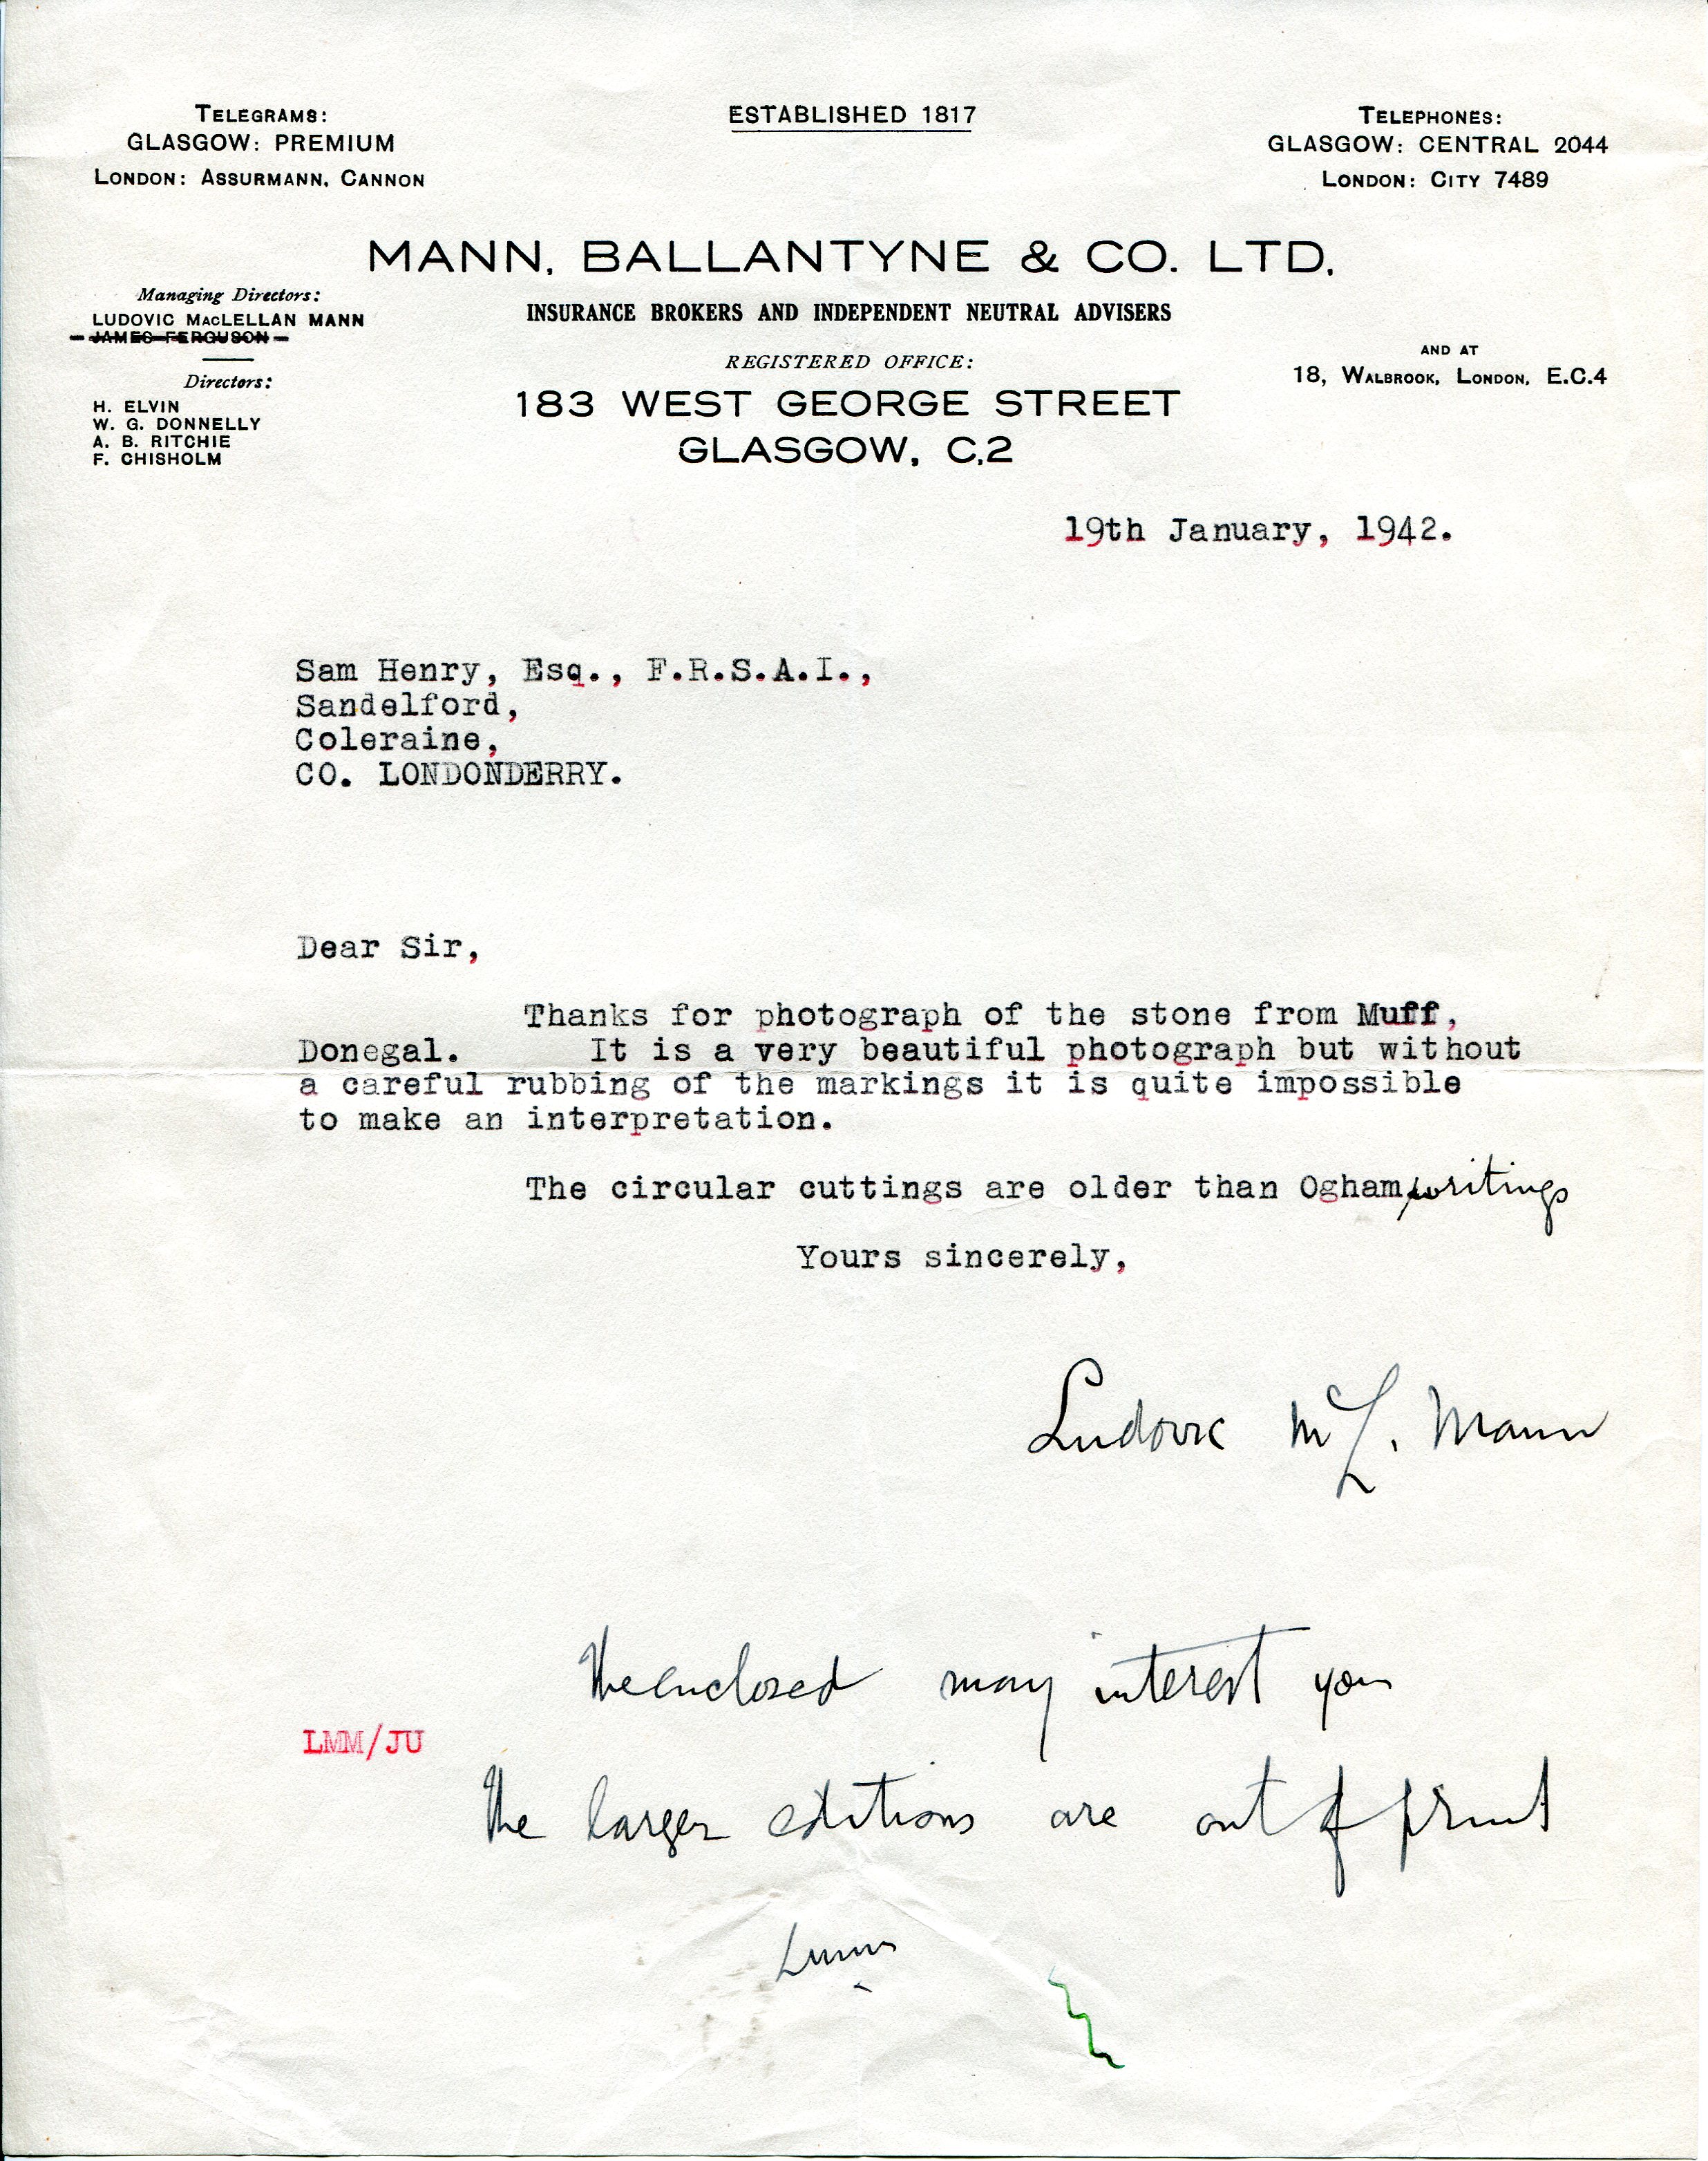 TELEGRAMS:
GLASGOW: PREMIUM
LONDON: ASSURMANN, CANNON
ESTABLISHED 1817
TELEPHONES:
GLASGOW: CENTRAL 2044
LONDON: CITY 7489
MANN, BALLANTYNE & CO. LTD.
INSURANCE BROKERS AND INDEPENDENT NEUTRAL ADVISERS
Managing Directors:
LUDOVIC MACLELLAN MANN
JAMES FERGUSON
Directors:
H. ELVIN
W. G. DONNELLY
A. B. RITCHIE
F. CHISHOLM
REGISTERED OFFICE:
183 WEST GEORGE STREET
GLASGOW, C.2
AND AT
18, WALBROOK, LONDON, E.C.4
19th January, 1942.
Sam Henry, Esq., F.R.S.A.I.,
Sandelford,
Coleraine,
CO. LONDONDERRY.
Dear Sir,
Thanks for photograph of the stone from Muff,
Donegal. It is a very beautiful photograph but without
a careful rubbing of the markings it is quite impossible
to make an interpretation.
The circular cuttings are older than Ogham writings
Yours sincerely,
Ludovic McL. Mann
The enclosed may interest you
LMM/JU
The larger editions are out of print
LMM